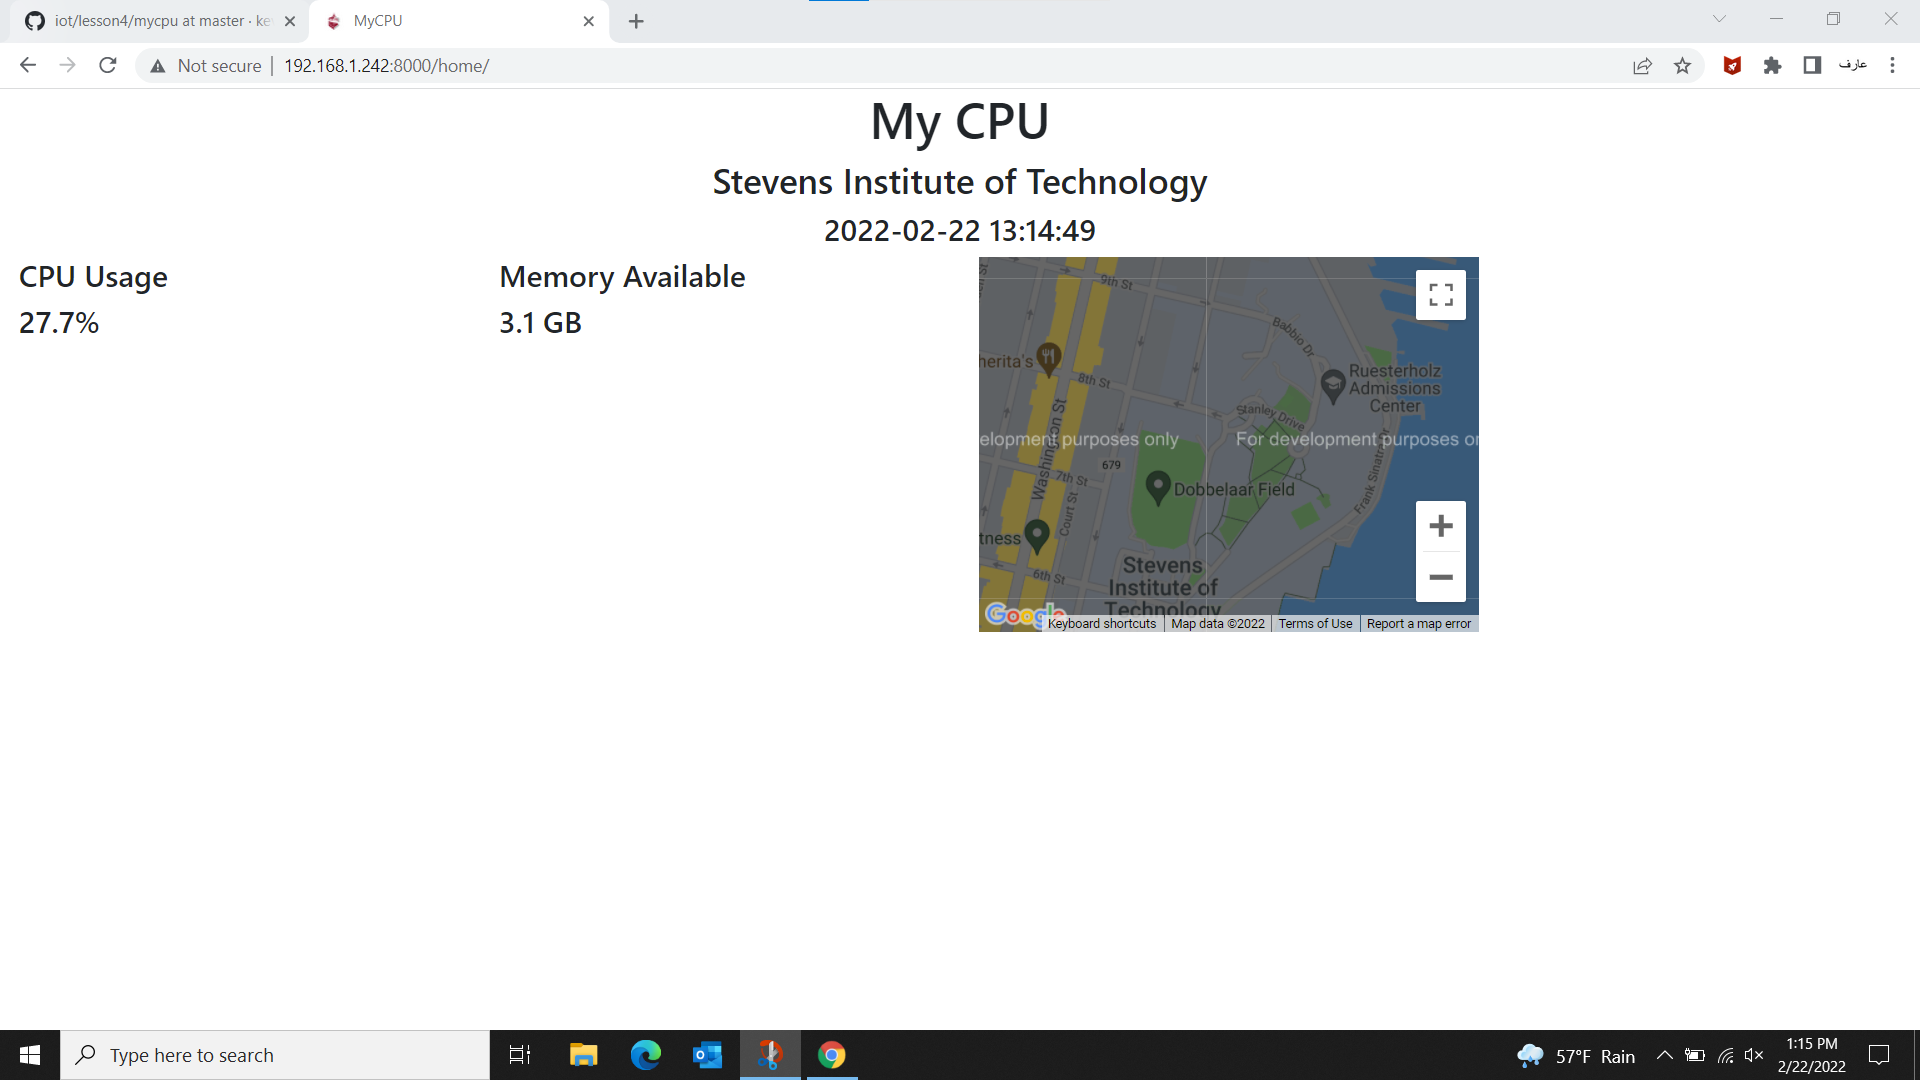 iot/lesson4/mycpu at master · ke
MyCPU
Not secure
192.168.1.242:8000/home/
عارف
My CPU
Stevens Institute of Technology
2022-02-22 13:14:49
CPU Usage
27.7%
Memory Available
3.1 GB
9th St
Babbio Dr
herita's
8th St
Ruesterholz
Admissions
Center
Stanley Drive
Washington St
elopment purposes only
For development purposes or
679
7th St
Court St
Dobbelaar Field
Frank Sinatra
tness
6th St
Stevens
Institute of
Technology
Google
Keyboard shortcuts
Map data ©2022
Terms of Use
Report a map error
Type here to search
57°F Rain
1:15 PM
2/22/2022